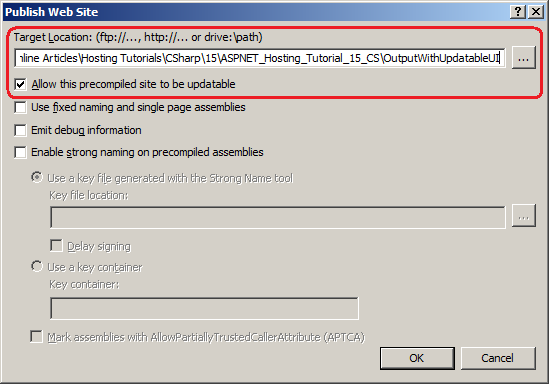 Publish Web Site
Target Location: (ftp://..., http://... or drive:\path)
nline Articles\Hosting Tutorials\CSharp\15\ASPNET_Hosting_Tutorial_15_CS\OutputWithUpdatableUI
...
Allow this precompiled site to be updatable
Use fixed naming and single page assemblies
Emit debug information
Enable strong naming on precompiled assemblies
Use a key file generated with the Strong Name tool
Key file location:
...
Delay signing
Use a key container
Key container:
Mark assemblies with AllowPartiallyTrustedCallerAttribute (APTCA)
OK
Cancel